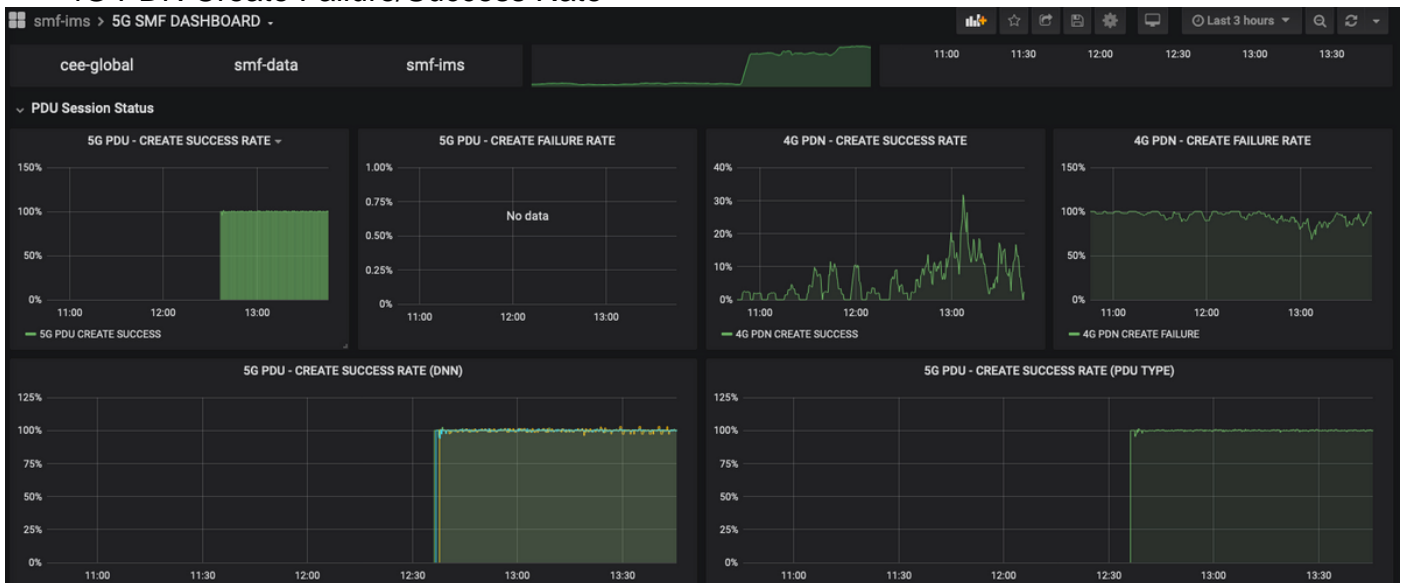 4G PDN Create Failure/Success Rate
smf-ims > 5G SMF DASHBOARD
Last 3 hours
cee-global smf-data smf-ims
11:00 11:30 12:00 12:30 13:00 13:30
PDU Session Status
5G PDU - CREATE SUCCESS RATE
150%
100%
50%
0%
11:00 12:00 13:00
5G PDU CREATE SUCCESS
5G PDU - CREATE FAILURE RATE
1.00%
0.75%
No data
0.50%
0.25%
0%
11:00 12:00 13:00
4G PDN - CREATE SUCCESS RATE
40%
30%
20%
10%
0%
11:00 12:00 13:00
4G PDN CREATE SUCCESS
4G PDN - CREATE FAILURE RATE
150%
100%
50%
0%
11:00 12:00 13:00
4G PDN CREATE FAILURE
5G PDU - CREATE SUCCESS RATE (DNN)
125%
100%
75%
50%
25%
0%
11:00 11:30 12:00 12:30 13:00 13:30
5G PDU - CREATE SUCCESS RATE (PDU TYPE)
125%
100%
75%
50%
25%
0%
11:00 11:30 12:00 12:30 13:00 13:30